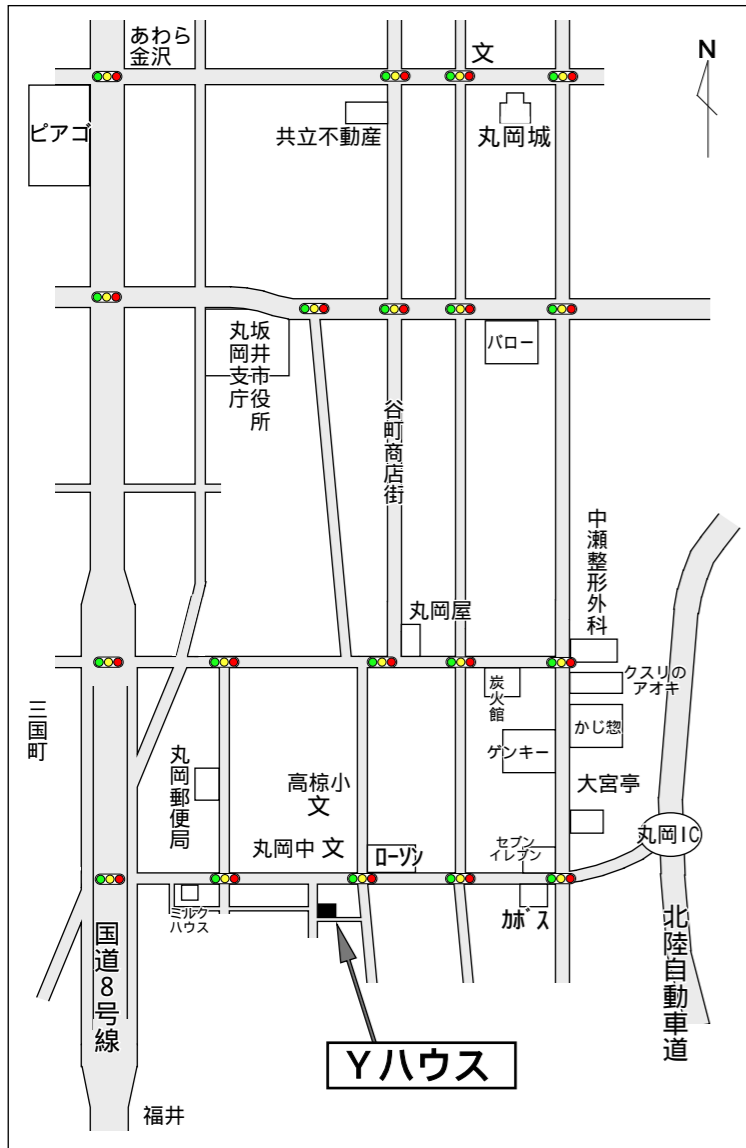 あわら
金沢
文
N
ピアゴ
共立不動産
丸岡城
坂井市役所
丸岡支庁
バロー
谷町商店街
中瀬整形外科
丸岡屋
クスリの
アオキ
炭火館
三国町
かじ惣
ゲンキー
丸岡郵便局
高椋小
文
大宮亭
丸岡中 文
ローソン
セブン
イレブン
丸岡IC
ミルク
ハウス
カボス
国道8号線
北陸自動車道
Yハウス
福井